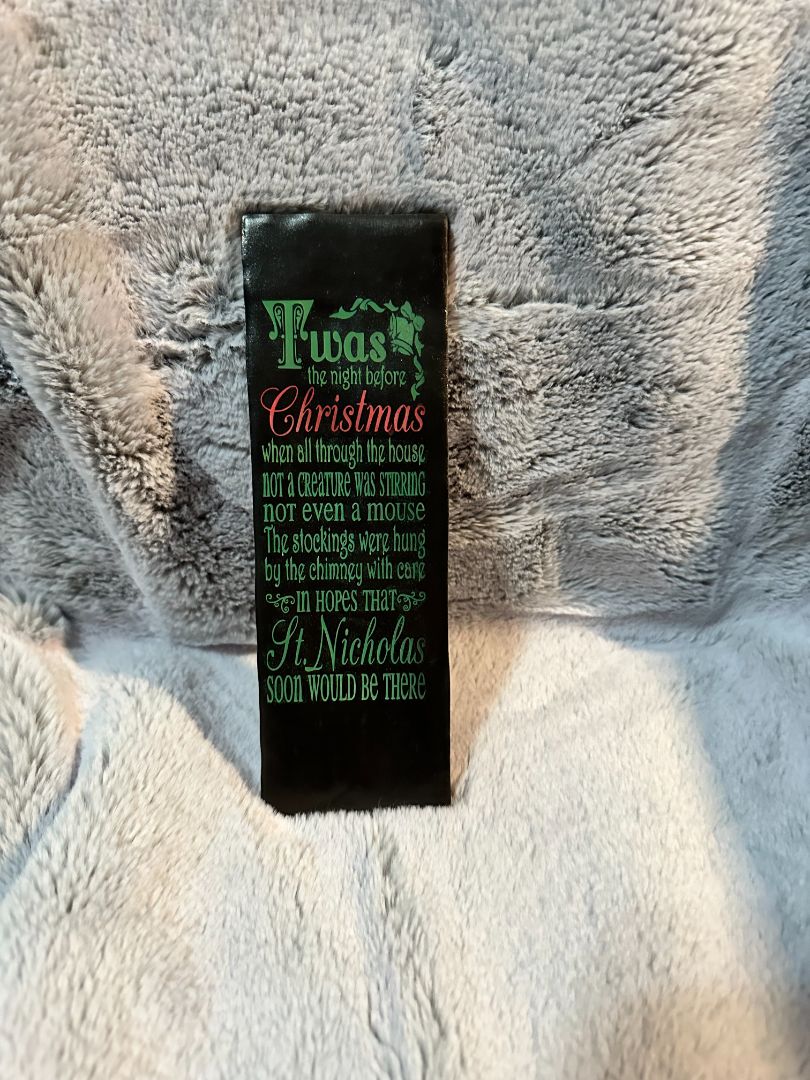 Twas
the night before
Christmas
when all through the house
NOT A CREATURE WAS STIRRING
NOT EVEN A MOUSE
The stockings were hung
by the chimney with care
IN HOPES THAT
St. Nicholas
SOON WOULD BE THERE